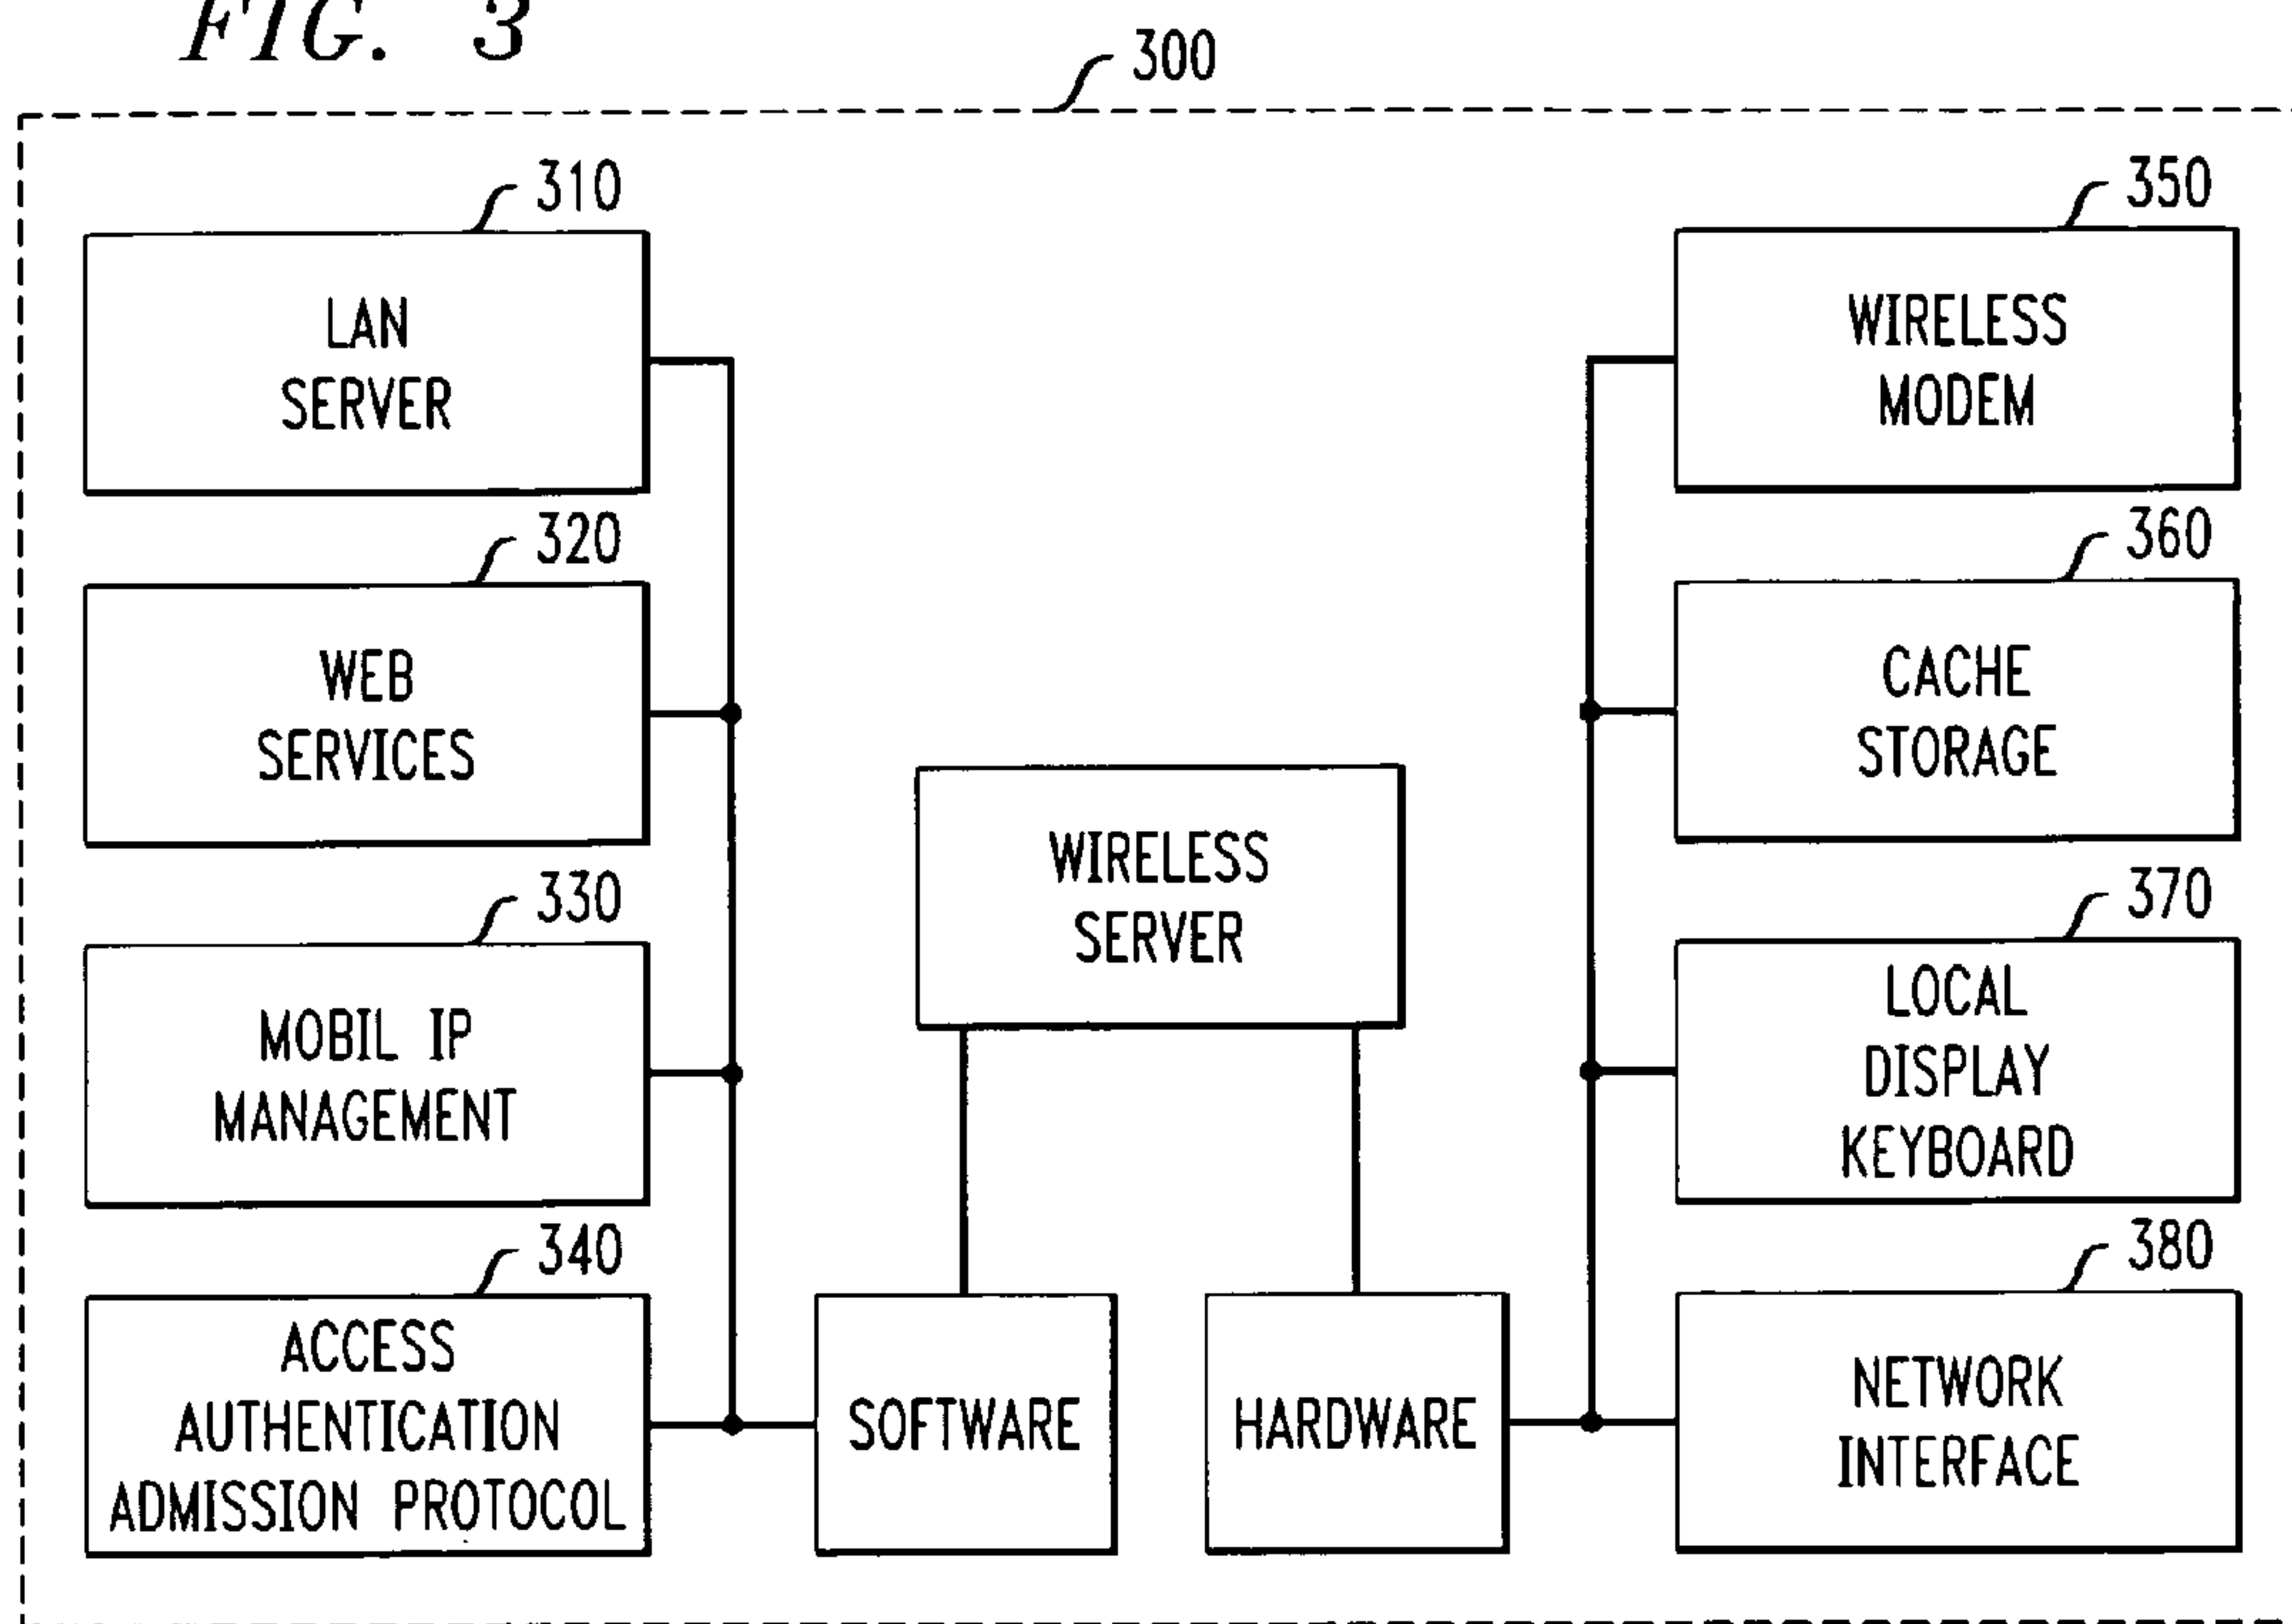 FIG. 3
300
310
LAN
SERVER
320
WEB
SERVICES
330
MOBIL IP
MANAGEMENT
340
ACCESS
AUTHENTICATION
ADMISSION PROTOCOL
WIRELESS
SERVER
SOFTWARE
HARDWARE
350
WIRELESS
MODEM
360
CACHE
STORAGE
370
LOCAL
DISPLAY
KEYBOARD
380
NETWORK
INTERFACE